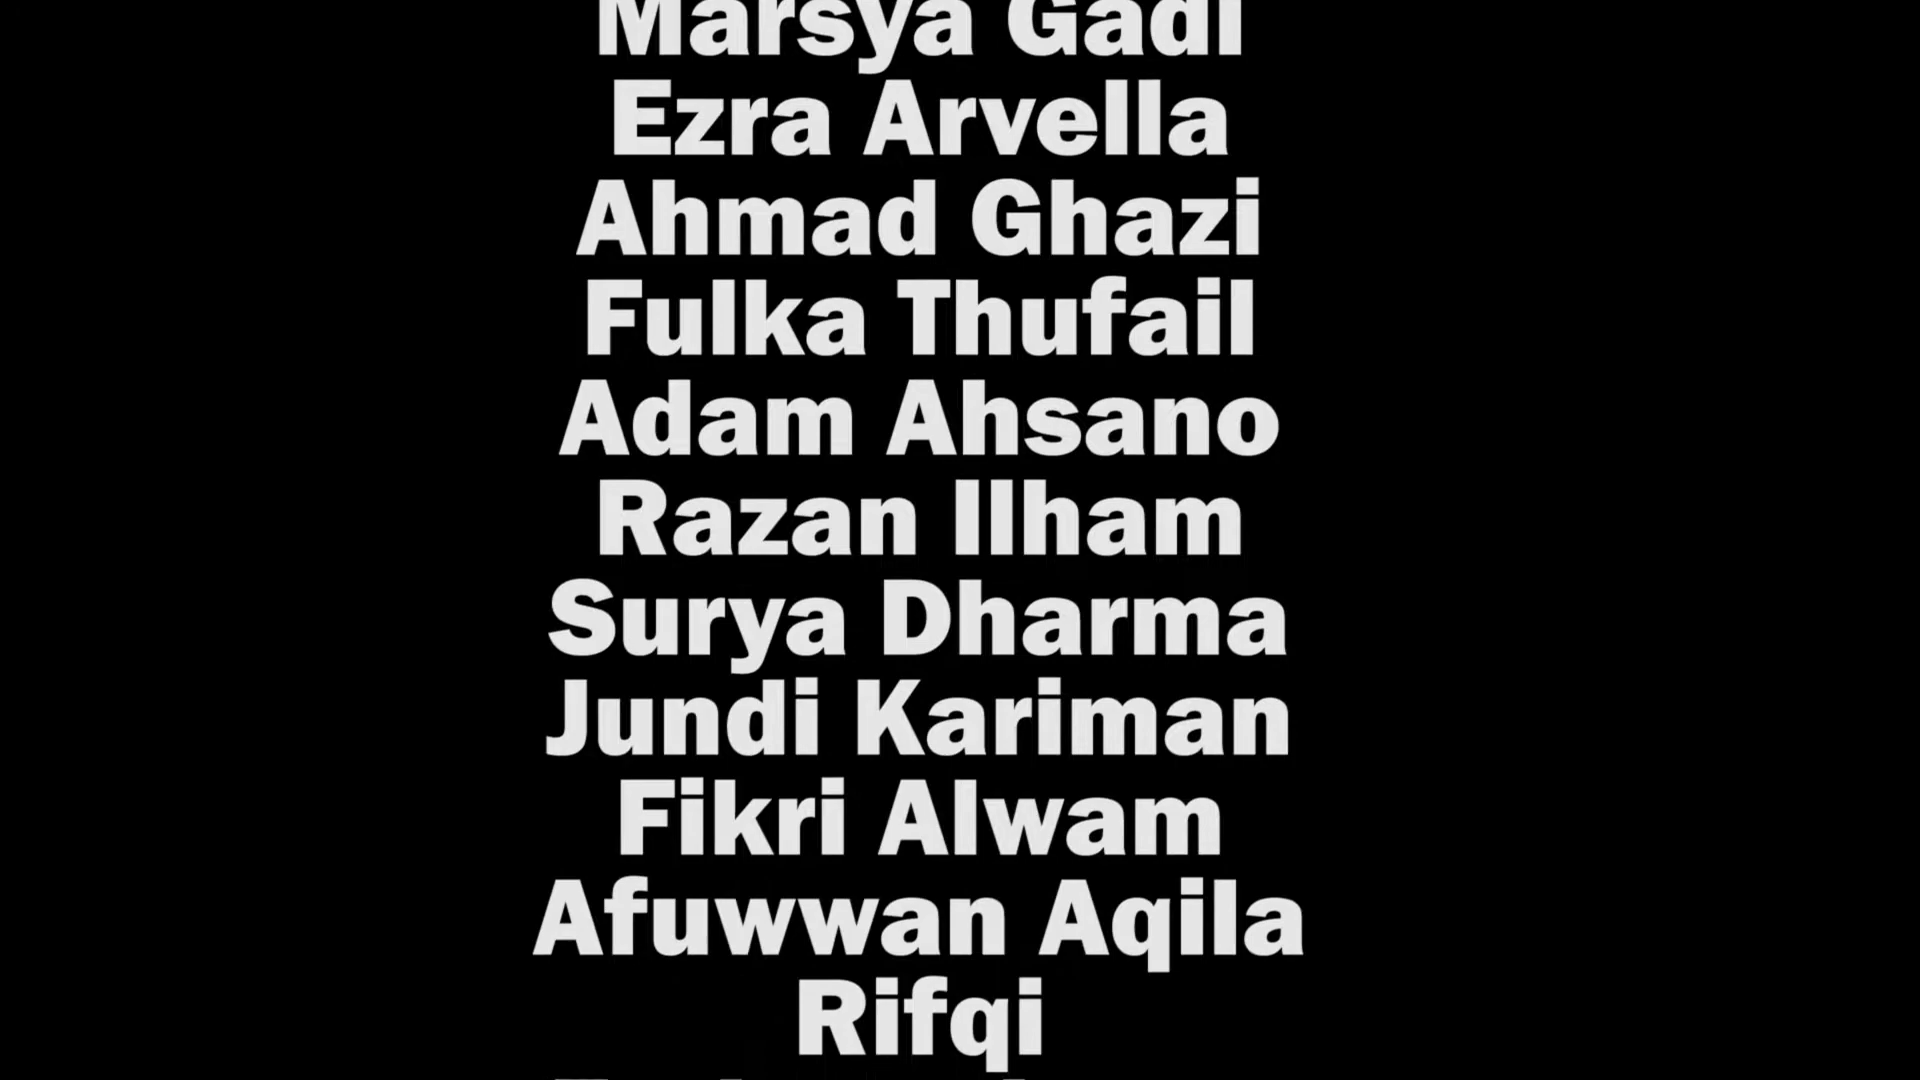 Marsya Gadi
Ezra Arvella
Ahmad Ghazi
Fulka Thufail
Adam Ahsano
Razan Ilham
Surya Dharma
Jundi Kariman
Fikri Alwam
Afuwwan Aqila
Rifqi